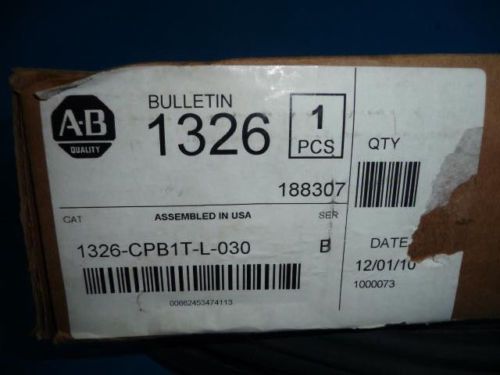 A-B
QUALITY
BULLETIN
1326
1
PCS
QTY
188307
CAT
ASSEMBLED IN USA
SER
1326-CPB1T-L-030
B
DATE
12/01/10
00662453474113
1000073